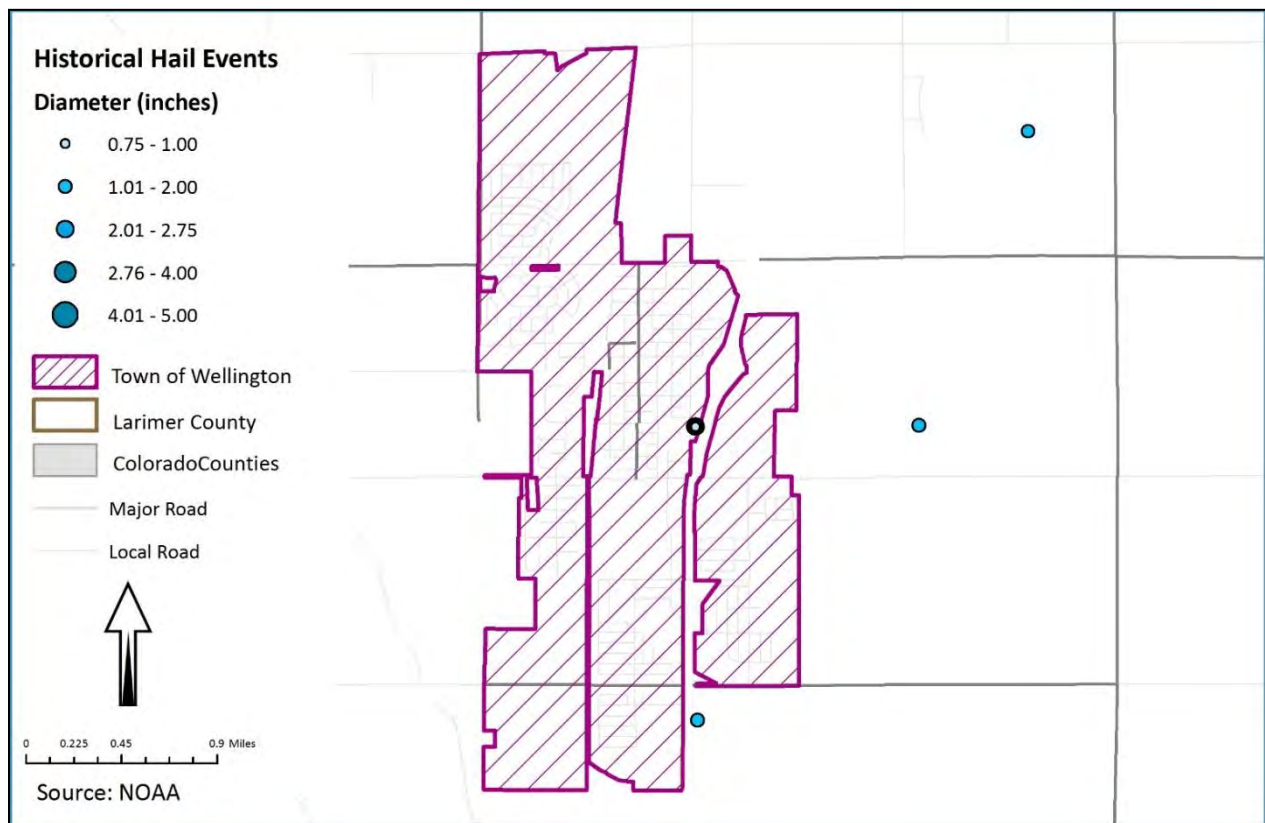 Historical Hail Events
Diameter (inches)
0.75 - 1.00
1.01 - 2.00
2.01 - 2.75
2.76 - 4.00
4.01 - 5.00
Town of Wellington
Larimer County
ColoradoCounties
Major Road
Local Road
0 0.225 0.45 0.9 Miles
Source: NOAA